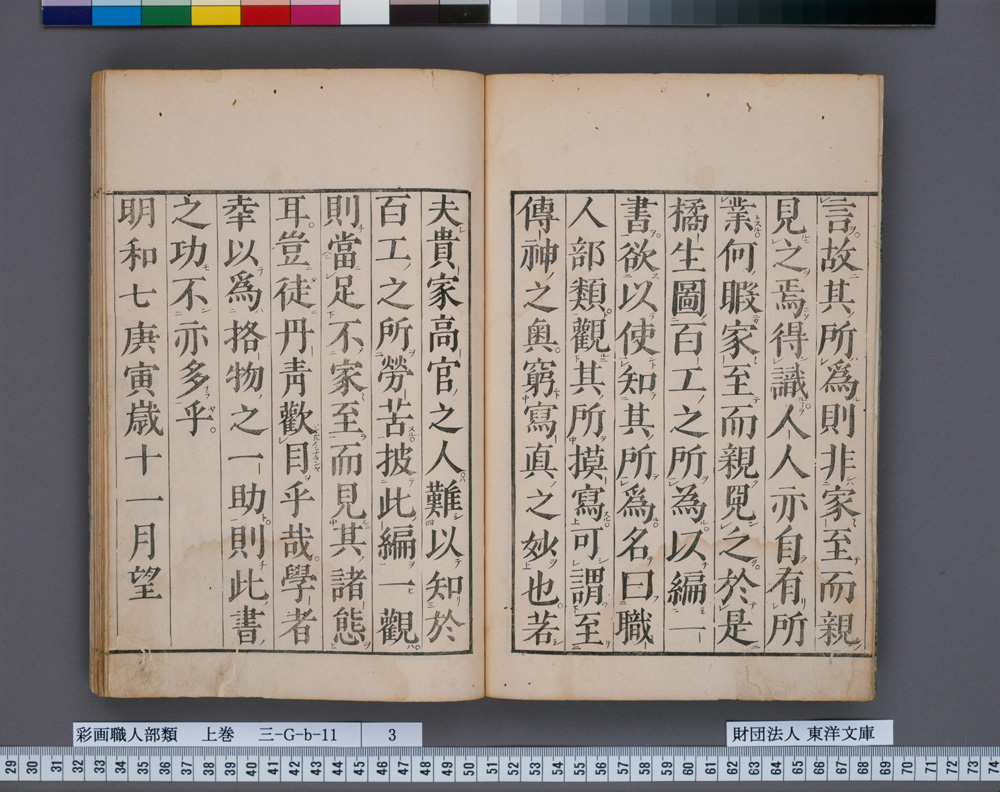 言故其所爲則非家至而親
見之焉得識人人亦自有所
業何暇家至而親見之於是
橘生圖百工之所爲以編一
書欲以使知其所爲名曰職
人部類觀其所摸寫可謂至
傳神之奥窮寫真之妙也若
夫貴家高官之人難以知於
百工之所勞苦披此編一觀
則當足不家至而見其諸態
耳豈徒丹靑歡目乎哉學者
幸以爲格物之一助則此書
之功不亦多乎
明和七庚寅歳十一月望
彩画職人部類 上巻 三-G-b-11 3
財団法人 東洋文庫
29 30 31 32 33 34 35 36 37 38 39 40 41 42 43 44 45 46 47 48 49 50 51 52 53 54 55 56 57 58 59 60 61 62 63 64 65 66 67 68 69 70 71 72 73 74